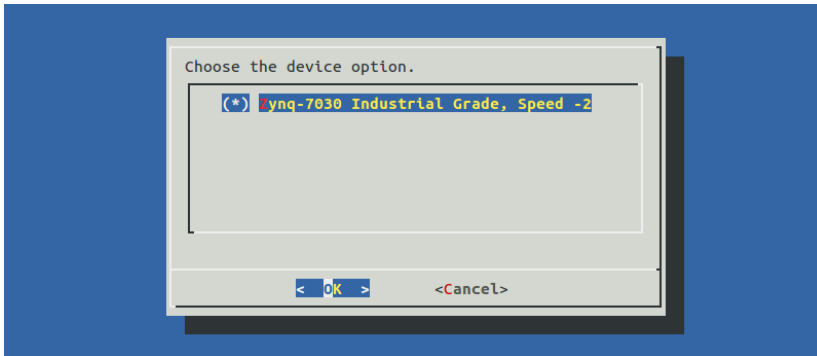 Choose the device option.
(*) Zynq-7030 Industrial Grade, Speed -2
< OK > <Cancel>